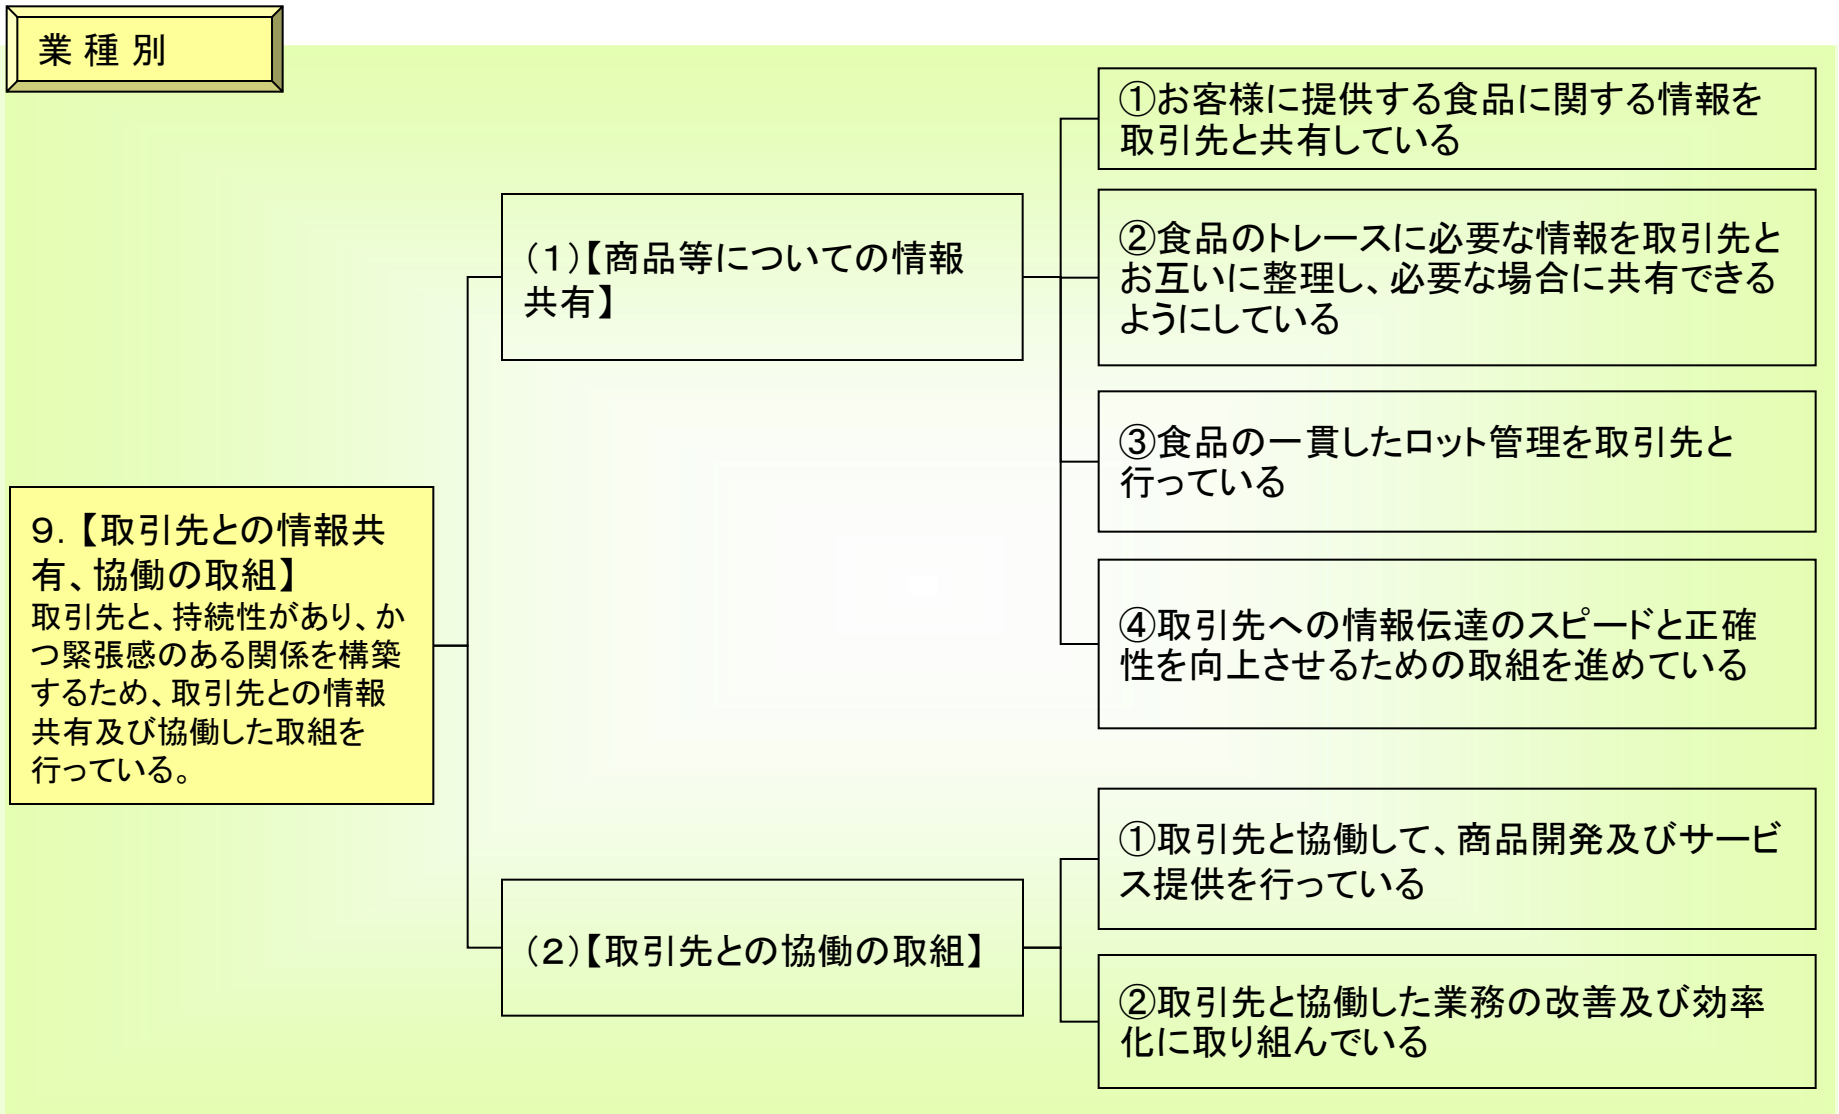 業 種 別
①お客様に提供する食品に関する情報を
取引先と共有している
(1)【商品等についての情報
共有】
②食品のトレースに必要な情報を取引先と
お互いに整理し、必要な場合に共有できる
ようにしている
③食品の一貫したロット管理を取引先と
行っている
9.【取引先との情報共
有、協働の取組】
取引先と、持続性があり、か
つ緊張感のある関係を構築
するため、取引先との情報
共有及び協働した取組を
行っている。
④取引先への情報伝達のスピードと正確
性を向上させるための取組を進めている
①取引先と協働して、商品開発及びサービ
ス提供を行っている
(2)【取引先との協働の取組】
②取引先と協働した業務の改善及び効率
化に取り組んでいる